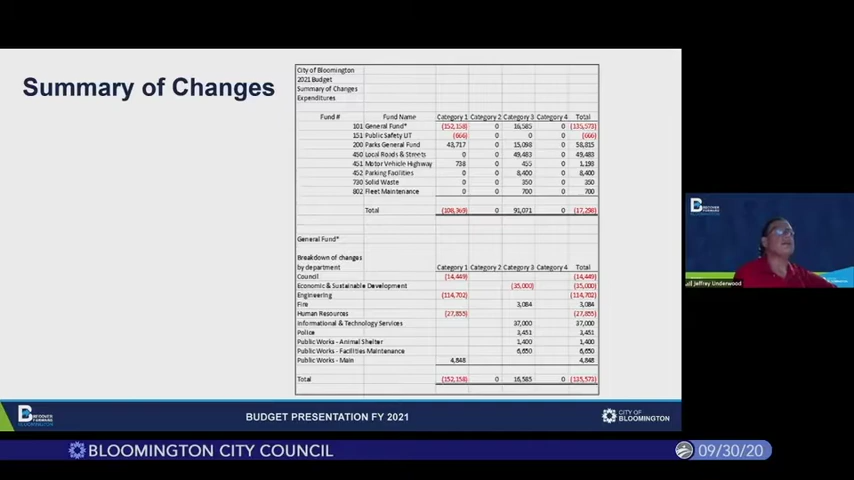 Summary of Changes
City of Bloomington
2021 Budget
Summary of Changes
Expenditures
Fund # Fund Name Category 1 Category 2 Category 3 Category 4 Total
101 General Fund* (152,158) 0 16,585 0 (135,573)
151 Public Safety LIT (666) 0 0 0 (666)
200 Parks General Fund 43,717 0 15,098 0 58,815
450 Local Roads & Streets 0 0 49,483 0 49,483
451 Motor Vehicle Highway 738 0 455 0 1,193
452 Parking Facilities 0 0 8,400 0 8,400
730 Solid Waste 0 0 350 0 350
802 Fleet Maintenance 0 0 700 0 700
Total (108,369) 0 91,071 0 (17,298)
General Fund*
Breakdown of changes
by department Category 1 Category 2 Category 3 Category 4 Total
Council (14,449) (14,449)
Economic & Sustainable Development (35,000) (35,000)
Engineering (114,702) (114,702)
Fire 3,084 3,084
Human Resources (27,855) (27,855)
Informational & Technology Services 37,000 37,000
Police 3,451 3,451
Public Works - Animal Shelter 1,400 1,400
Public Works - Facilities Maintenance 6,650 6,650
Public Works - Main 4,848 4,848
Total (152,158) 0 16,585 0 (135,573)
Jeffrey Underwood
BUDGET PRESENTATION FY 2021
CITY OF
BLOOMINGTON
BLOOMINGTON CITY COUNCIL
09/30/20